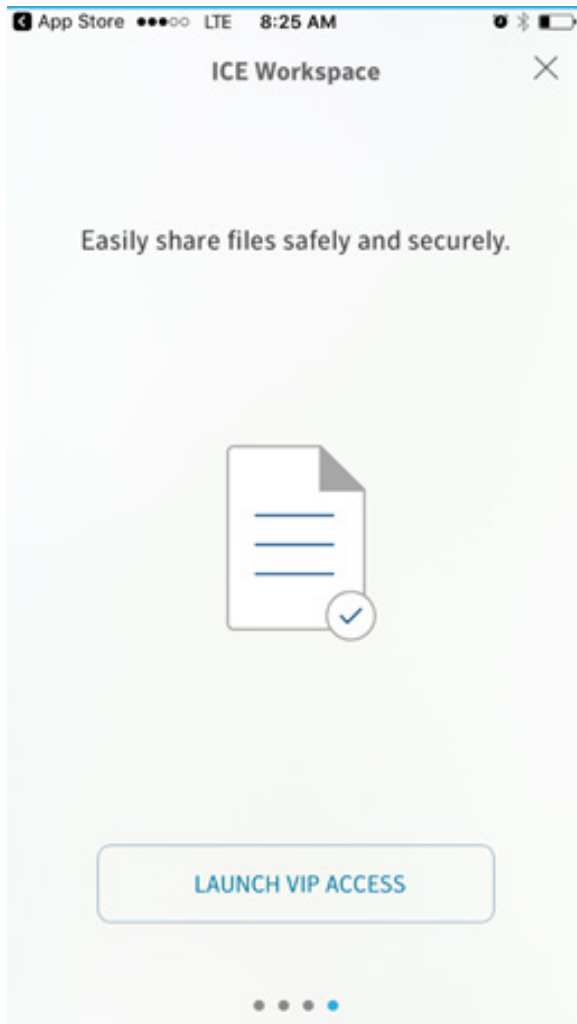 App Store LTE 8:25 AM
ICE Workspace
Easily share files safely and securely.
LAUNCH VIP ACCESS